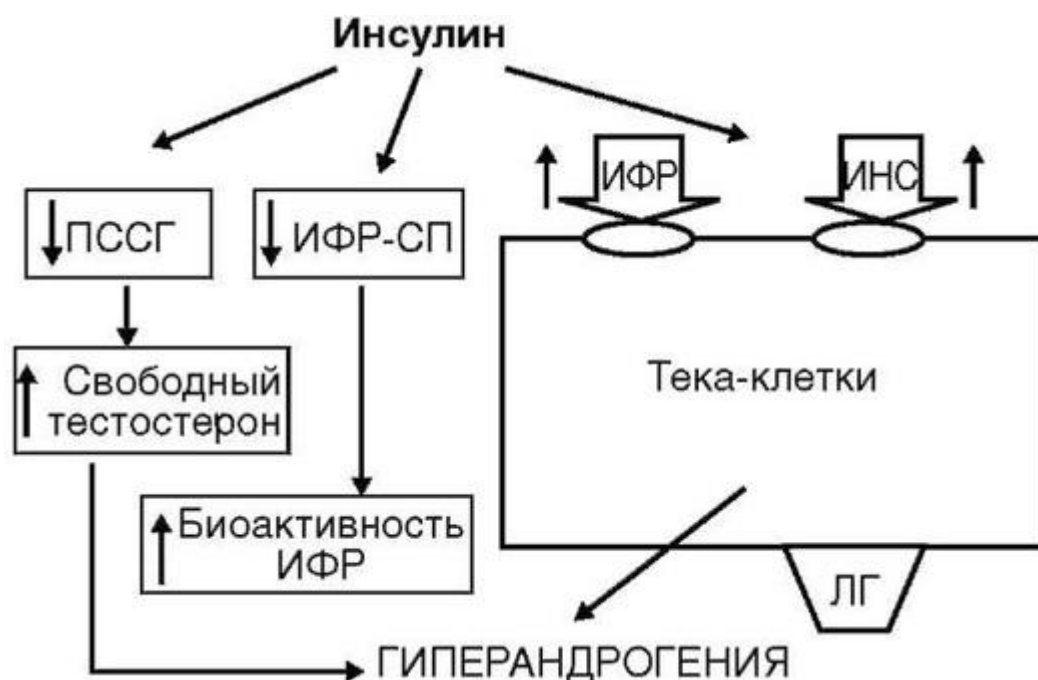 Инсулин
ИФР
ИНС
ПССГ
ИФР-СП
Свободный
тестостерон
Тека-клетки
Биоактивность
ИФР
ЛГ
ГИПЕРАНДРОГЕНИЯ